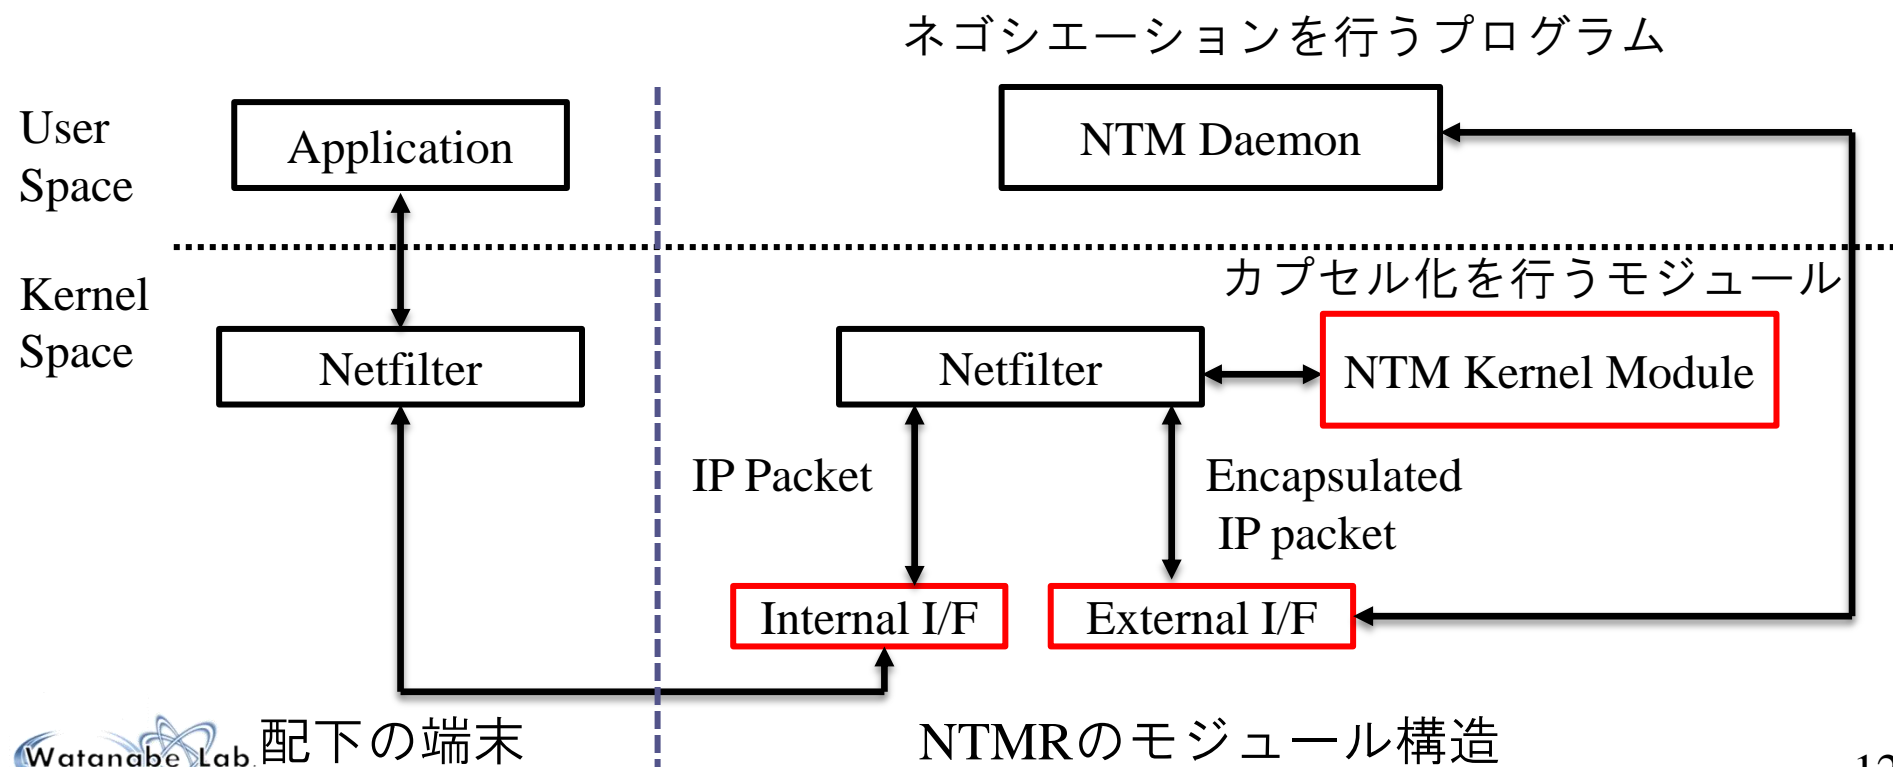 ネゴシエーションを行うプログラム
User
Space
Application
NTM Daemon
カプセル化を行うモジュール
Kernel
Space
Netfilter
Netfilter
NTM Kernel Module
IP Packet
Encapsulated
IP packet
Internal I/F
External I/F
Watanabe Lab.
配下の端末
NTMRのモジュール構造
12